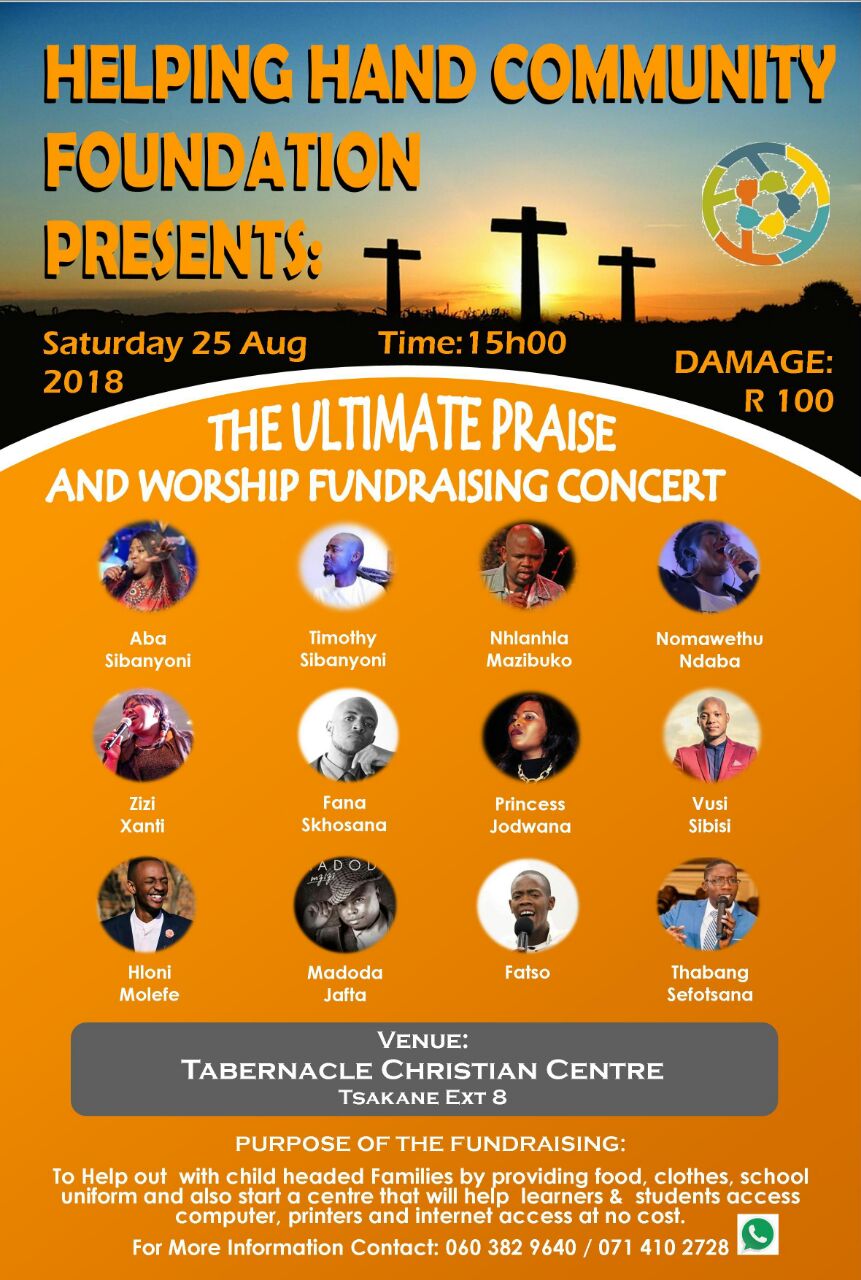 HELPING HAND COMMUNITY
FOUNDATION
PRESENTS:
Saturday 25 Aug
2018
Time:15h00
DAMAGE:
R 100
THE ULTIMATE PRAISE
AND WORSHIP FUNDRAISING CONCERT
Aba
Sibanyoni
Timothy
Sibanyoni
Nhlanhla
Mazibuko
Nomawethu
Ndaba
Zizi
Xanti
Fana
Skhosana
Princess
Jodwana
Vusi
Sibisi
ADOD
mgigi
Hloni
Molefe
Madoda
Jafta
Fatso
Thabang
Sefotsana
VENUE:
TABERNACLE CHRISTIAN CENTRE
TSAKANE EXT 8
PURPOSE OF THE FUNDRAISING:
To Help out with child headed Families by providing food, clothes, school
uniform and also start a centre that will help learners & students access
computer, printers and internet access at no cost.
For More Information Contact: 060 382 9640 / 071 410 2728